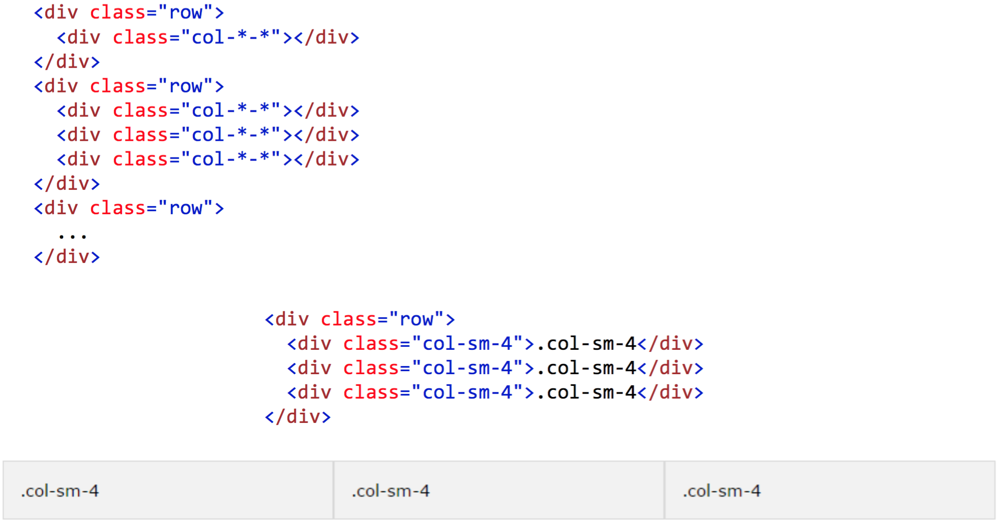 <div class="row">
  <div class="col-*-*"></div>
</div>
<div class="row">
  <div class="col-*-*"></div>
  <div class="col-*-*"></div>
  <div class="col-*-*"></div>
</div>
<div class="row">
  ...
</div>
<div class="row">
  <div class="col-sm-4">.col-sm-4</div>
  <div class="col-sm-4">.col-sm-4</div>
  <div class="col-sm-4">.col-sm-4</div>
</div>
.col-sm-4 .col-sm-4 .col-sm-4